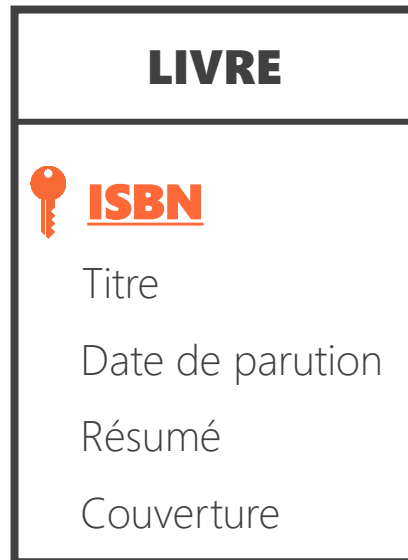 LIVRE
ISBN
Titre
Date de parution
Résumé
Couverture